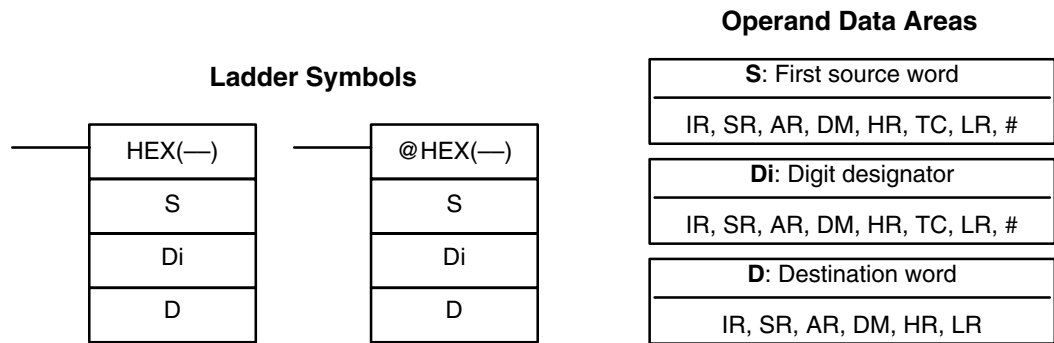 Ladder Symbols
HEX(—)
S
Di
D
@HEX(—)
S
Di
D
Operand Data Areas
S: First source word
IR, SR, AR, DM, HR, TC, LR, #
Di: Digit designator
IR, SR, AR, DM, HR, TC, LR, #
D: Destination word
IR, SR, AR, DM, HR, LR